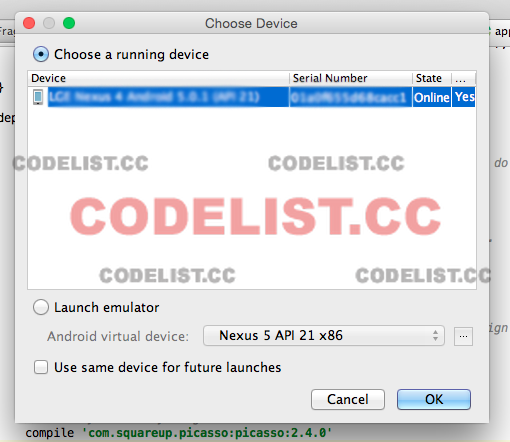 Choose Device
Frag
app
Choose a running device
Device Serial Number State ...
LGE Nexus 4 Android 5.0.1 (API 21) Online Yes
}
dep
do
CODELIST.CC CODELIST.CC
CODELIST.CC
CODELIST.CC CODELIST.CC
Launch emulator
ign
Android virtual device: Nexus 5 API 21 x86 ...
Use same device for future launches
Cancel OK
compile 'com.squareup.picasso:picasso:2.4.0'